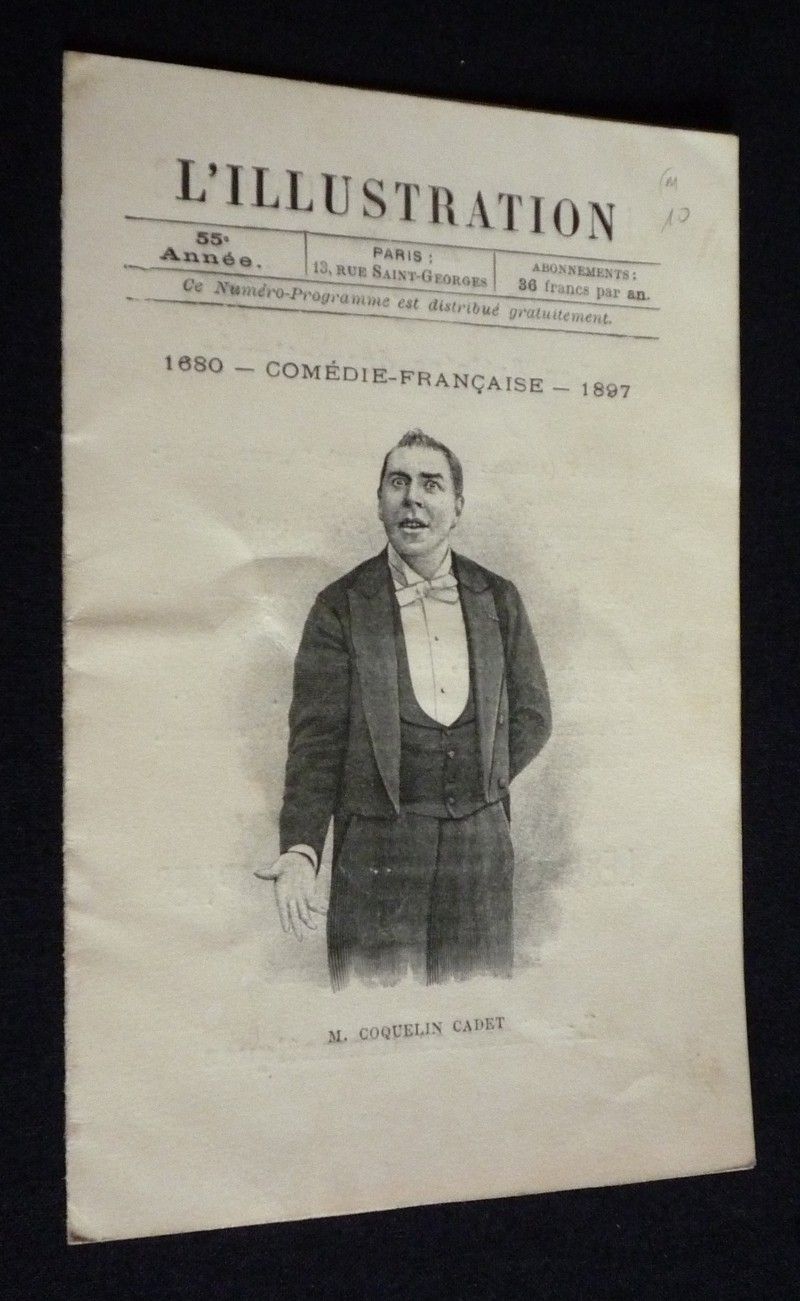 L'ILLUSTRATION
55e
Année.
PARIS :
13, RUE SAINT-GEORGES
ABONNEMENTS :
36 francs par an.
Ce Numéro-Programme est distribué gratuitement.
1680 — COMÉDIE-FRANÇAISE — 1897
M. COQUELIN CADET
10